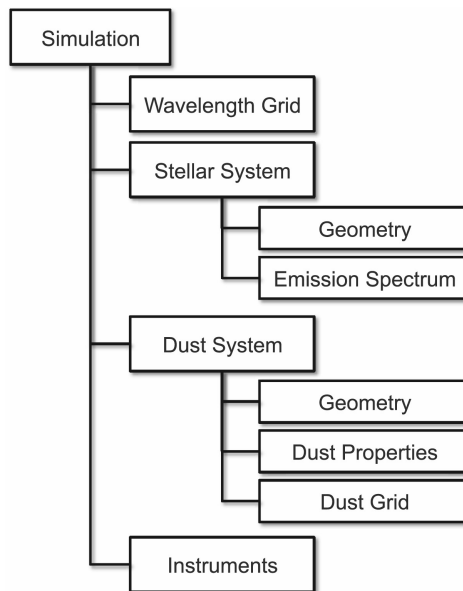 Simulation
Wavelength Grid
Stellar System
Geometry
Emission Spectrum
Dust System
Geometry
Dust Properties
Dust Grid
Instruments